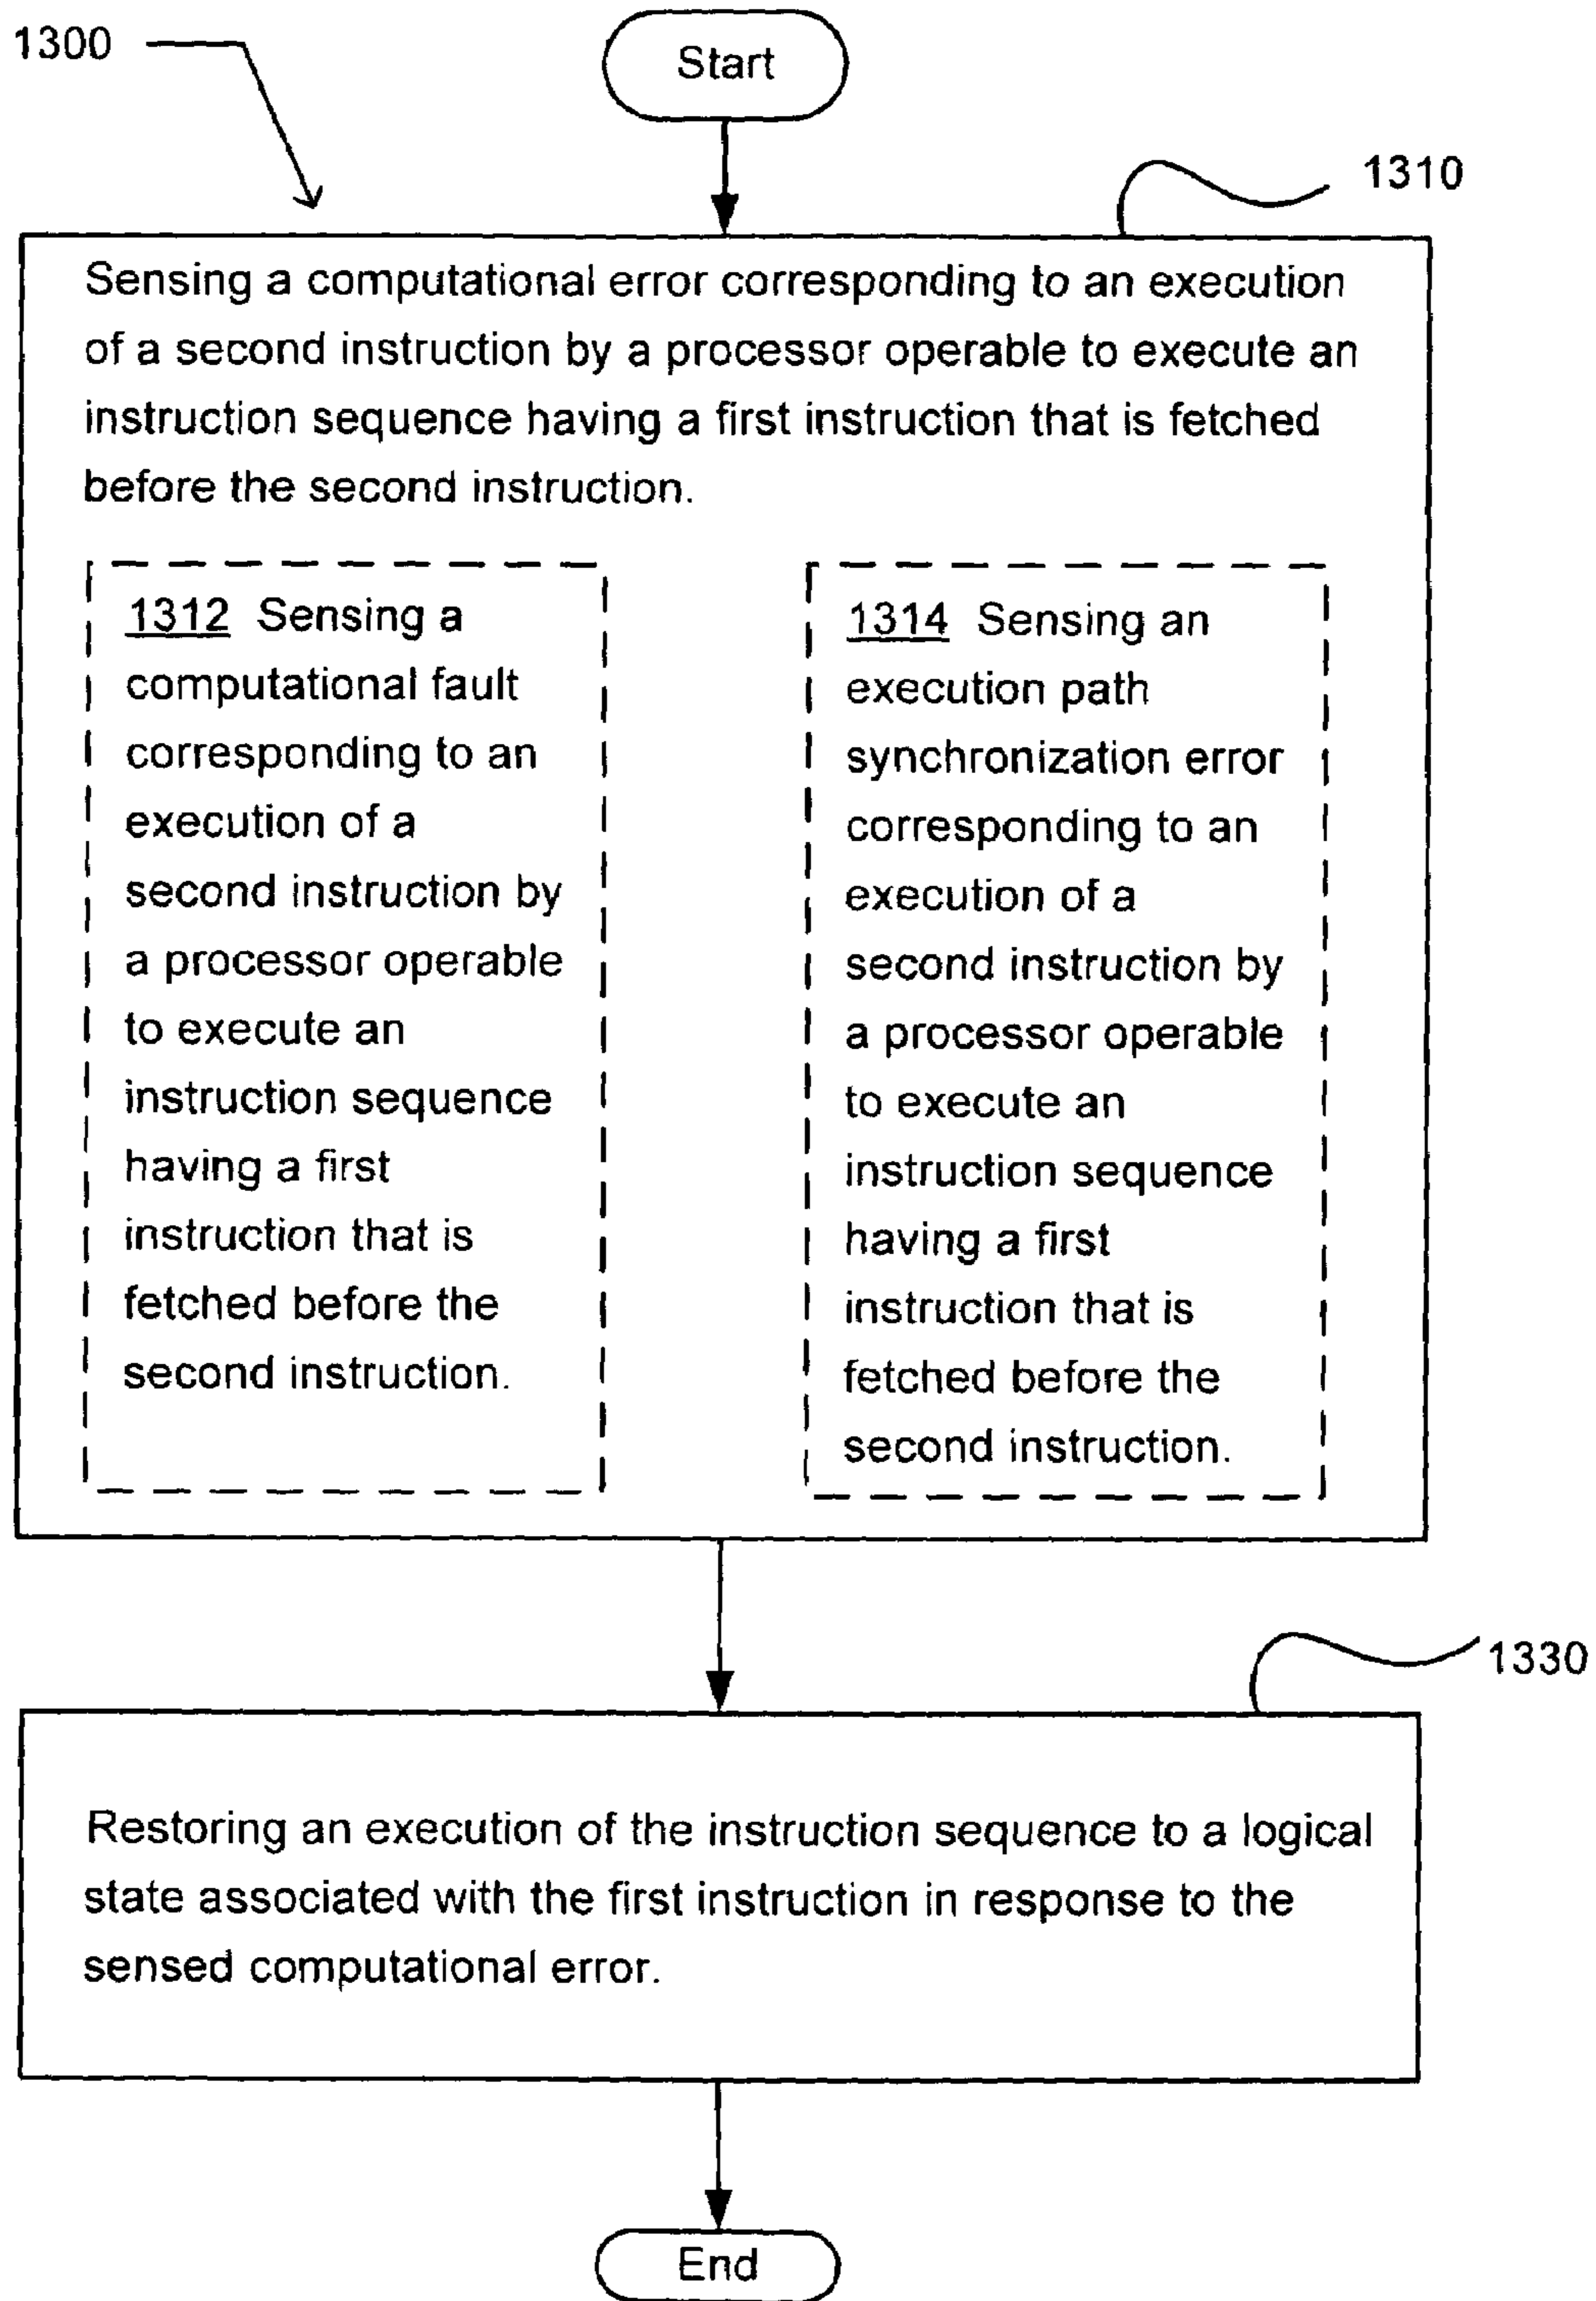 1300
Start
1310
Sensing a computational error corresponding to an execution
of a second instruction by a processor operable to execute an
instruction sequence having a first instruction that is fetched
before the second instruction.
1312 Sensing a
computational fault
corresponding to an
execution of a
second instruction by
a processor operable
to execute an
instruction sequence
having a first
instruction that is
fetched before the
second instruction.
1314 Sensing an
execution path
synchronization error
corresponding to an
execution of a
second instruction by
a processor operable
to execute an
instruction sequence
having a first
instruction that is
fetched before the
second instruction.
1330
Restoring an execution of the instruction sequence to a logical
state associated with the first instruction in response to the
sensed computational error.
End